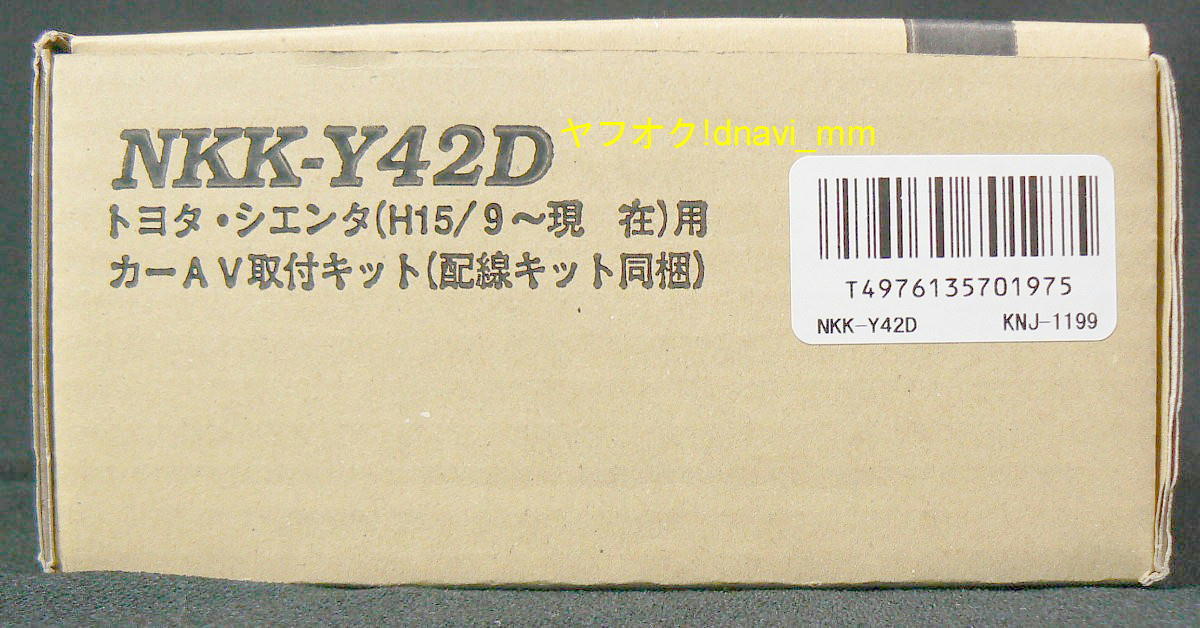 NKK-Y42D
ヤフオク!dnavi_mm
トヨタ・シエンタ(H15/9～現　在)用
カーAV取付キット(配線キット同梱)
T4976135701975
NKK-Y42D KNJ-1199